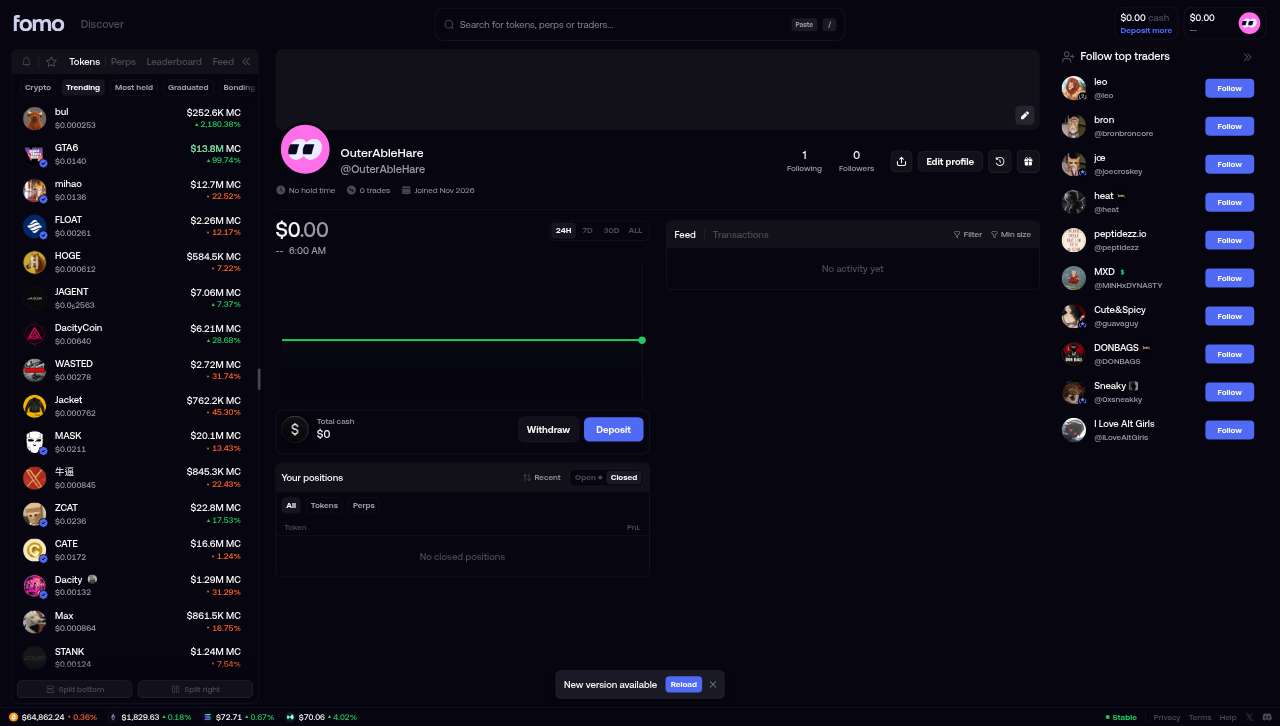 fomo Discover
Search for tokens, perps or traders... Paste /
$0.00 cash
Deposit more
$0.00
--
Tokens Perps Leaderboard Feed
Crypto Trending Most held Graduated Bonding
bul $252.6K MC
$0.000253 2,180.38%
GTA6 $13.8M MC
$0.0140 99.74%
mihao $12.7M MC
$0.0136 22.52%
FLOAT $2.26M MC
$0.00261 12.17%
HOGE $584.5K MC
$0.000612 7.22%
JAGENT $7.06M MC
$0.0₅2563 7.37%
DacityCoin $6.21M MC
$0.00640 28.68%
WASTED $2.72M MC
$0.00278 31.74%
Jacket $762.2K MC
$0.000762 45.30%
MASK $20.1M MC
$0.0211 13.43%
牛逼 $845.3K MC
$0.000845 22.43%
ZCAT $22.8M MC
$0.0236 17.53%
CATE $16.6M MC
$0.0172 1.24%
Dacity $1.29M MC
$0.00132 31.29%
Max $861.5K MC
$0.000864 16.75%
STANK $1.24M MC
$0.00124 7.54%
Split bottom Split right
OuterAbleHare
@OuterAbleHare
No hold time 0 trades Joined Nov 2026
1 Following
0 Followers
Edit profile
$0.00
-- 6:00 AM
24H 7D 30D ALL
Total cash
$0
Withdraw Deposit
Your positions Recent Open Closed
All Tokens Perps
Token PnL
No closed positions
Feed Transactions Filter Min size
No activity yet
Follow top traders
leo
@leo
Follow
bron
@bronbroncore
Follow
jœ
@joecroskey
Follow
heat
@heat
Follow
peptidezz.io
@peptidezz
Follow
MXD
@MINHxDYNASTY
Follow
Cute&Spicy
@guavaguy
Follow
DONBAGS
@DONBAGS
Follow
Sneaky
@0xsneakky
Follow
I Love Alt Girls
@ILoveAltGirls
Follow
New version available Reload
$64,862.24 0.36% $1,829.63 0.18% $72.71 0.67% $70.06 4.02%
Stable Privacy Terms Help